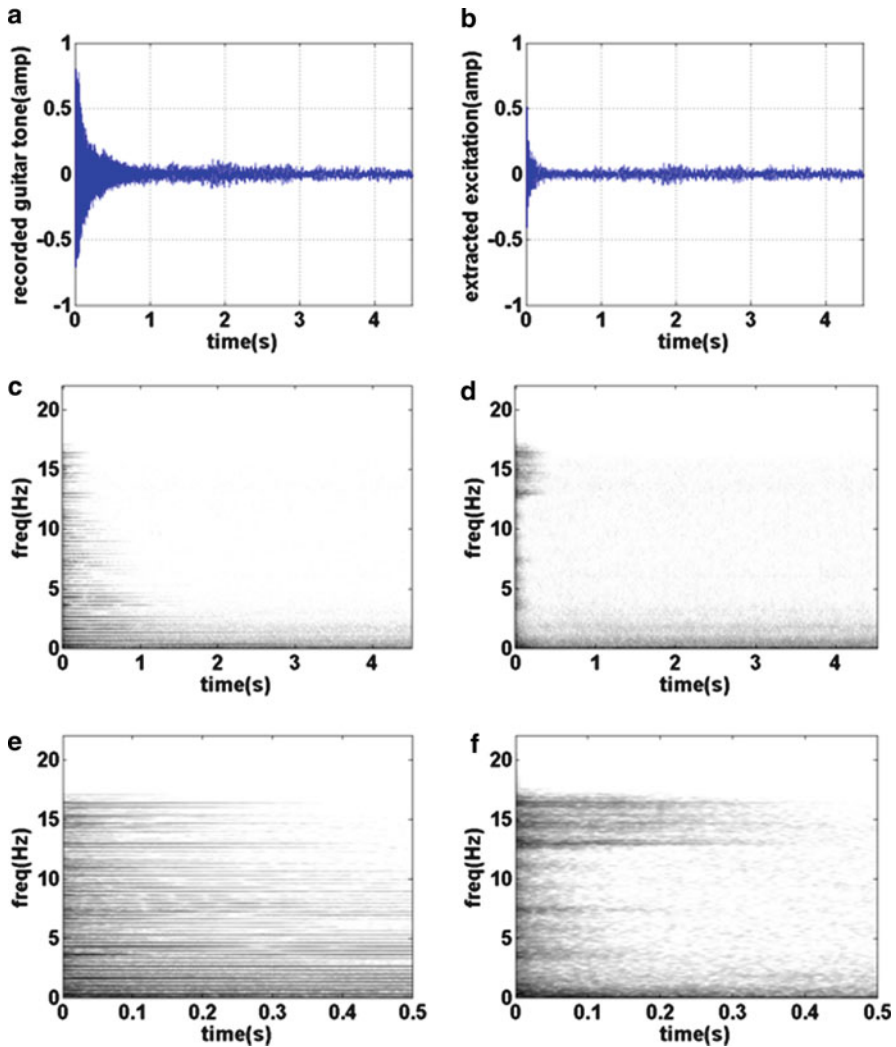 a
1
0.5
0
-0.5
-1
recorded guitar tone(amp)
0 1 2 3 4
time(s)
b
1
0.5
0
-0.5
-1
extracted excitation(amp)
0 1 2 3 4
time(s)
c
20
15
10
5
0
freq(Hz)
0 1 2 3 4
time(s)
d
20
15
10
5
0
freq(Hz)
0 1 2 3 4
time(s)
e
20
15
10
5
0
freq(Hz)
0 0.1 0.2 0.3 0.4 0.5
time(s)
f
20
15
10
5
0
freq(Hz)
0 0.1 0.2 0.3 0.4 0.5
time(s)